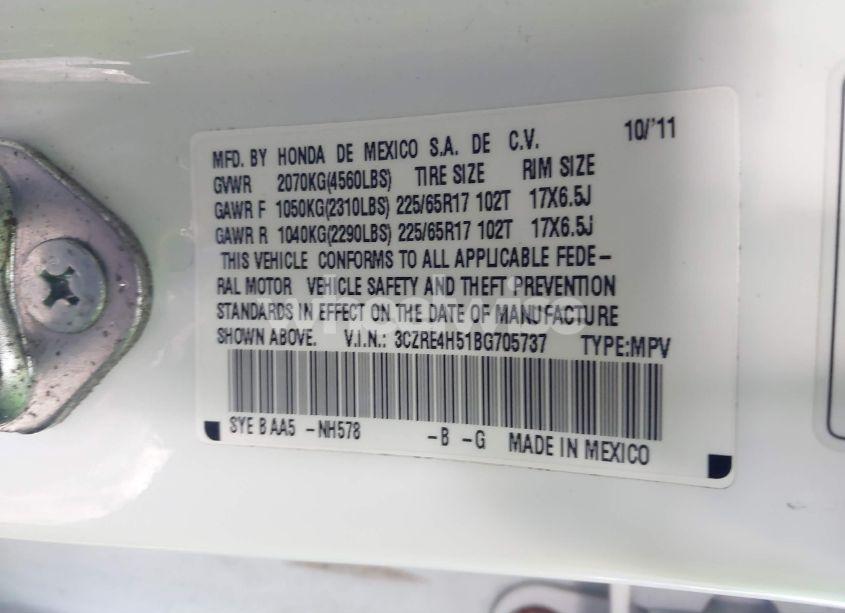 MFD. BY HONDA DE MEXICO S.A. DE C.V. 10/'11
GVWR 2070KG(4560LBS) TIRE SIZE RIM SIZE
GAWR F 1050KG(2310LBS) 225/65R17 102T 17X6.5J
GAWR R 1040KG(2290LBS) 225/65R17 102T 17X6.5J
THIS VEHICLE CONFORMS TO ALL APPLICABLE FEDE-
RAL MOTOR VEHICLE SAFETY AND THEFT PREVENTION
STANDARDS IN EFFECT ON THE DATE OF MANUFACTURE
SHOWN ABOVE. V.I.N.: 3CZRE4H51BG705737 TYPE:MPV
SYE B AA5 -NH578 -B -G MADE IN MEXICO